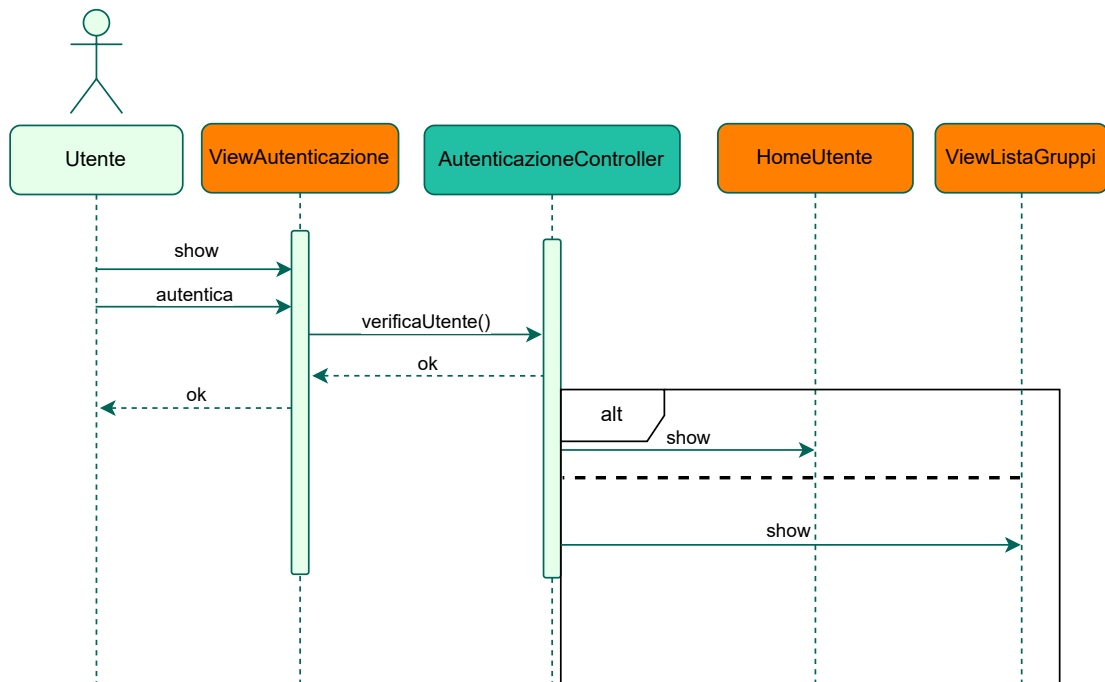 Utente
ViewAutenticazione
AutenticazioneController
HomeUtente
ViewListaGruppi
show
autentica
verificaUtente()
ok
ok
alt
show
show